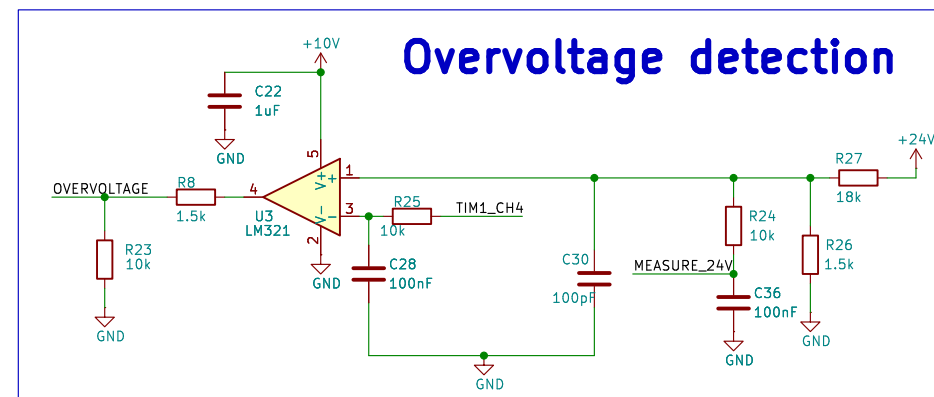 Overvoltage detection
+10V
C22
1uF
GND
+24V
R27
18k
5
V+
+
1
OVERVOLTAGE
R8
1.5k
4
U3
LM321
V-
-
3
2
GND
R25
10k
TIM1_CH4
R23
10k
GND
C28
100nF
C30
100pF
GND
R24
10k
MEASURE_24V
C36
100nF
GND
R26
1.5k
GND